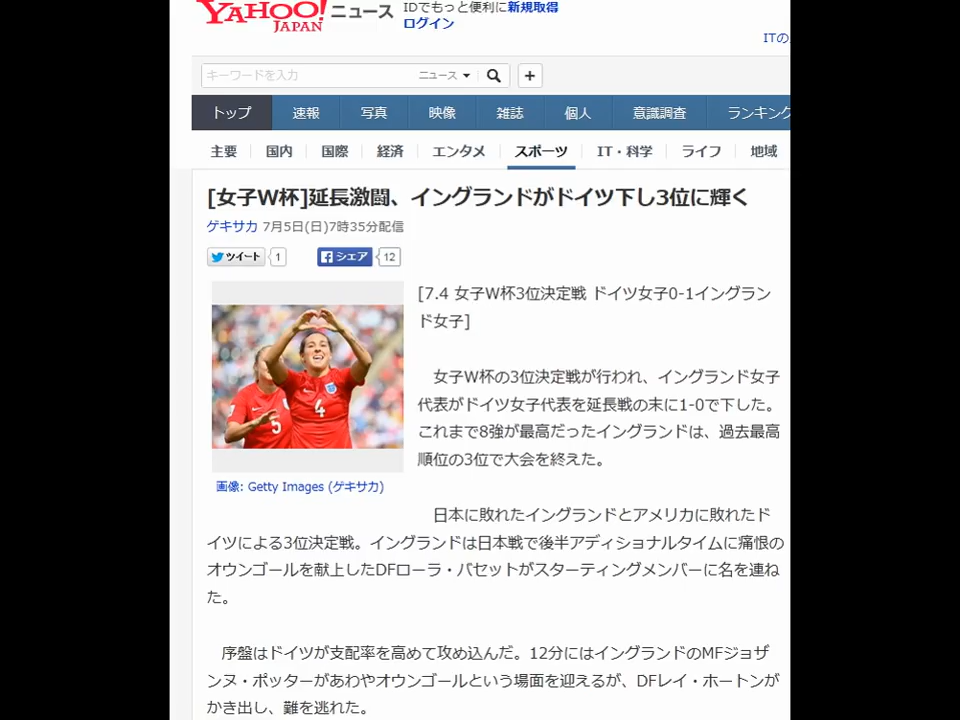 YAHOO! JAPAN ニュース
IDでもっと便利に新規取得
ログイン
ITの
キーワードを入力 ニュース
トップ 速報 写真 映像 雑誌 個人 意識調査 ランキング
主要 国内 国際 経済 エンタメ スポーツ IT・科学 ライフ 地域
[女子W杯]延長激闘、イングランドがドイツ下し3位に輝く
ゲキサカ 7月5日(日)7時35分配信
ツイート 1 シェア 12
[7.4 女子W杯3位決定戦 ドイツ女子0-1イングラン
ド女子]
女子W杯の3位決定戦が行われ、イングランド女子
代表がドイツ女子代表を延長戦の末に1-0で下した。
これまで8強が最高だったイングランドは、過去最高
順位の3位で大会を終えた。
5
4
画像: Getty Images (ゲキサカ)
日本に敗れたイングランドとアメリカに敗れたド
イツによる3位決定戦。イングランドは日本戦で後半アディショナルタイムに痛恨の
オウンゴールを献上したDFローラ・バセットがスターティングメンバーに名を連ね
た。
序盤はドイツが支配率を高めて攻め込んだ。12分にはイングランドのMFジョザ
ンヌ・ポッターがあわやオウンゴールという場面を迎えるが、DFレイ・ホートンが
かき出し、難を逃れた。